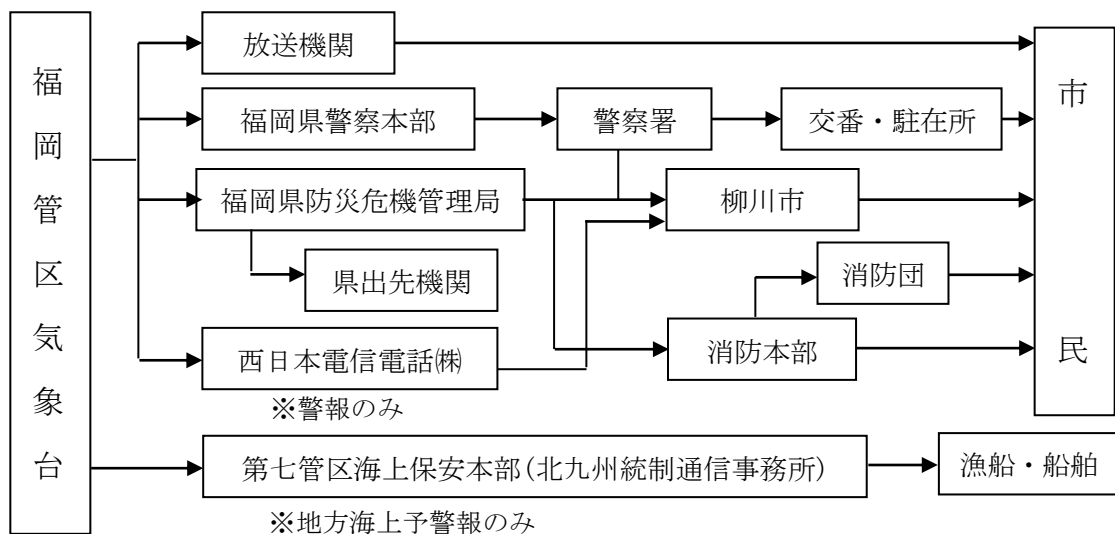 福岡管区気象台
放送機関
市民
福岡県警察本部
警察署
交番・駐在所
福岡県防災危機管理局
柳川市
県出先機関
消防団
西日本電信電話㈱
消防本部
※警報のみ
第七管区海上保安本部（北九州統制通信事務所）
漁船・船舶
※地方海上予警報のみ